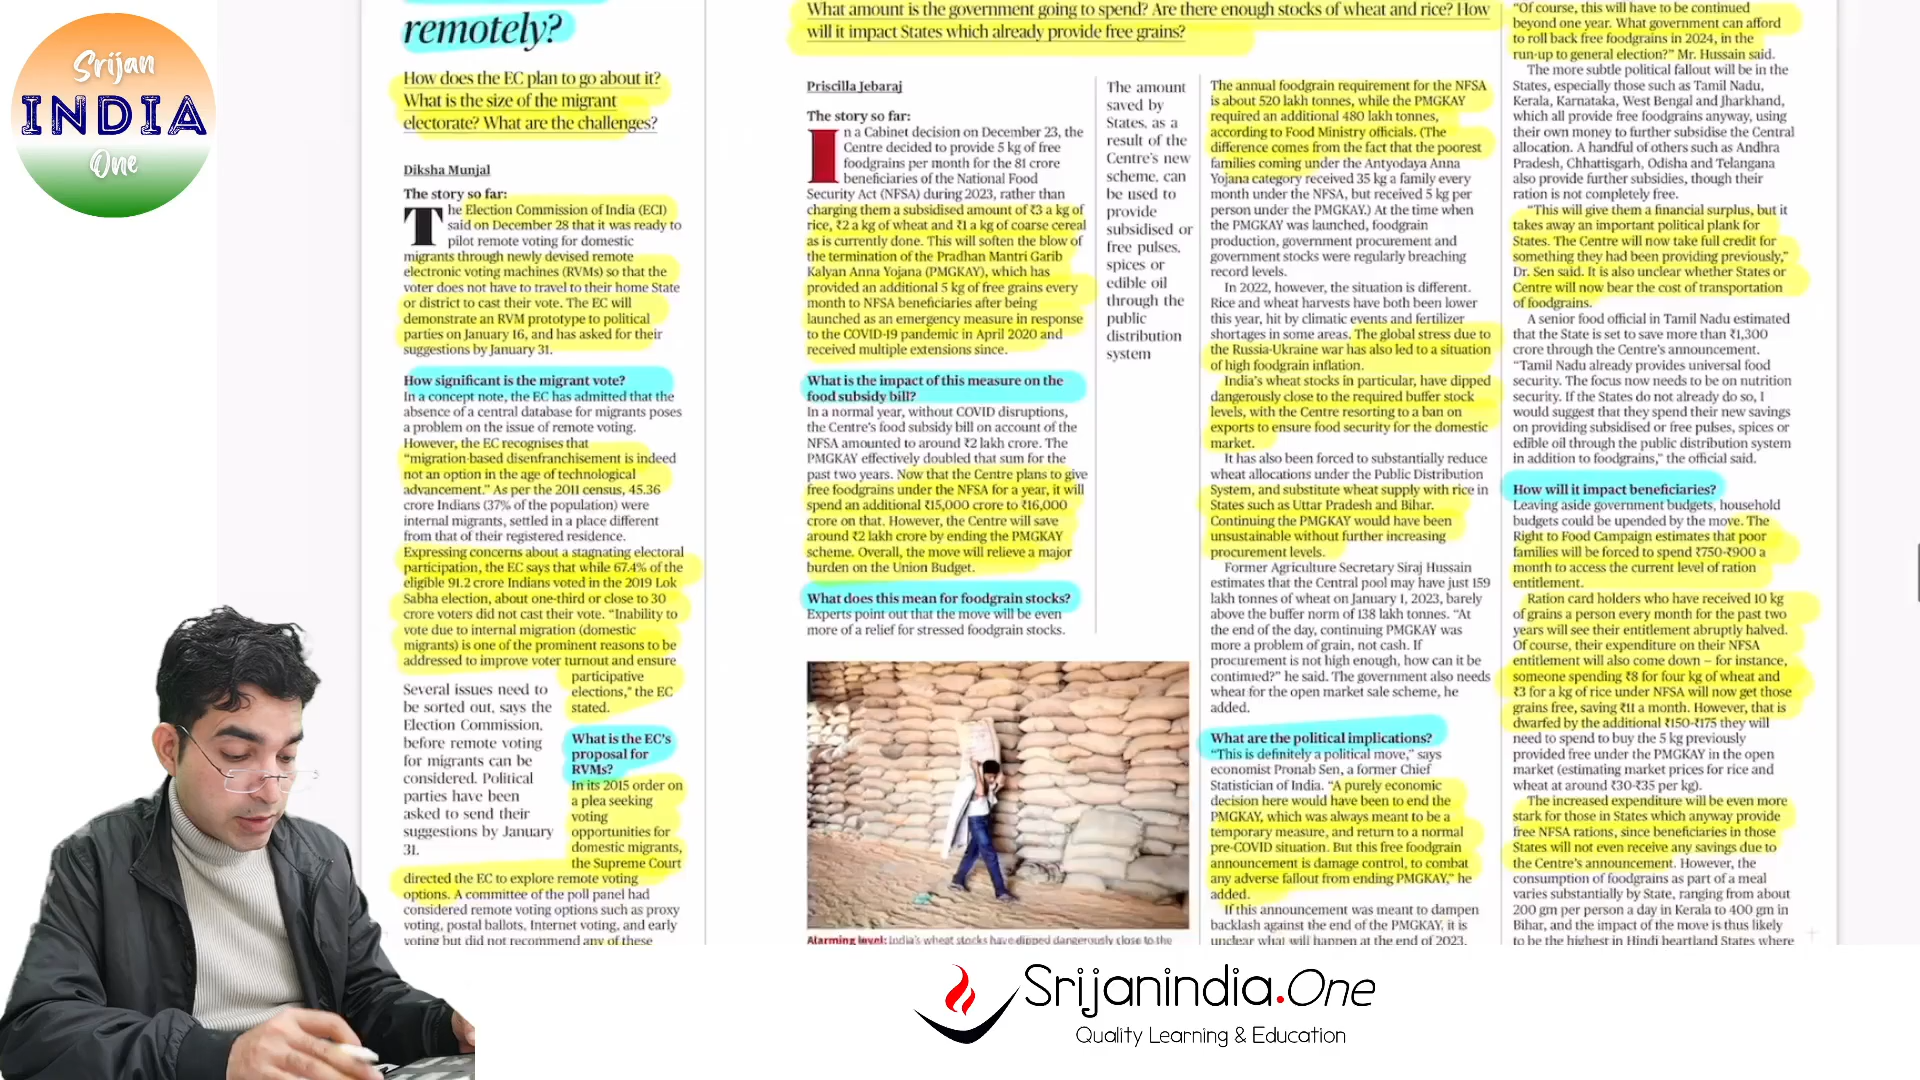 Srijan
INDIA
One
remotely?
How does the EC plan to go about it?
What is the size of the migrant
electorate? What are the challenges?
Diksha Munjal
The story so far:
The Election Commission of India (ECI)
said on December 28 that it was ready to
pilot remote voting for domestic
migrants through newly devised remote
electronic voting machines (RVMs) so that the
voter does not have to travel to their home State
or district to cast their vote. The EC will
demonstrate an RVM prototype to political
parties on January 16, and has asked for their
suggestions by January 31.
How significant is the migrant vote?
In a concept note, the EC has admitted that the
absence of a central database for migrants poses
a problem on the issue of remote voting.
However, the EC recognises that
“migration-based disenfranchisement is indeed
not an option in the age of technological
advancement.” As per the 2011 census, 45.36
crore Indians (37% of the population) were
internal migrants, settled in a place different
from that of their registered residence.
Expressing concerns about a stagnating electoral
participation, the EC says that while 67.4% of the
eligible 91.2 crore Indians voted in the 2019 Lok
Sabha election, about one-third or close to 30
crore voters did not cast their vote. “Inability to
vote due to internal migration (domestic
migrants) is one of the prominent reasons to be
addressed to improve voter turnout and ensure
participative
elections,” the EC
stated.
Several issues need to
be sorted out, says the
Election Commission,
before remote voting
for migrants can be
considered. Political
parties have been
asked to send their
suggestions by January
31.
What is the EC's
proposal for
RVMs?
In its 2015 order on
a plea seeking
voting
opportunities for
domestic migrants,
the Supreme Court
directed the EC to explore remote voting
options. A committee of the poll panel had
considered remote voting options such as proxy
voting, postal ballots, Internet voting, and early
voting but did not recommend any of these
What amount is the government going to spend? Are there enough stocks of wheat and rice? How
will it impact States which already provide free grains?
Priscilla Jebaraj
The story so far:
In a Cabinet decision on December 23, the
Centre decided to provide 5 kg of free
foodgrains per month for the 81 crore
beneficiaries of the National Food
Security Act (NFSA) during 2023, rather than
charging them a subsidised amount of ₹3 a kg of
rice, ₹2 a kg of wheat and ₹1 a kg of coarse cereal
as is currently done. This will soften the blow of
the termination of the Pradhan Mantri Garib
Kalyan Anna Yojana (PMGKAY), which has
provided an additional 5 kg of free grains every
month to NFSA beneficiaries after being
launched as an emergency measure in response
to the COVID-19 pandemic in April 2020 and
received multiple extensions since.
What is the impact of this measure on the
food subsidy bill?
In a normal year, without COVID disruptions,
the Centre's food subsidy bill on account of the
NFSA amounted to around ₹2 lakh crore. The
PMGKAY effectively doubled that sum for the
past two years. Now that the Centre plans to give
free foodgrains under the NFSA for a year, it will
spend an additional ₹15,000 crore to ₹16,000
crore on that. However, the Centre will save
around ₹2 lakh crore by ending the PMGKAY
scheme. Overall, the move will relieve a major
burden on the Union Budget.
What does this mean for foodgrain stocks?
Experts point out that the move will be even
more of a relief for stressed foodgrain stocks.
The amount
saved by
States, as a
result of the
Centre's new
scheme, can
be used to
provide
subsidised or
free pulses,
spices or
edible oil
through the
public
distribution
system
Alarming level: India's wheat stocks have dipped dangerously close to the
The annual foodgrain requirement for the NFSA
is about 520 lakh tonnes, while the PMGKAY
required an additional 480 lakh tonnes,
according to Food Ministry officials. (The
difference comes from the fact that the poorest
families coming under the Antyodaya Anna
Yojana category received 35 kg a family every
month under the NFSA, but received 5 kg per
person under the PMGKAY.) At the time when
the PMGKAY was launched, foodgrain
production, government procurement and
government stocks were regularly breaching
record levels.
In 2022, however, the situation is different.
Rice and wheat harvests have both been lower
this year, hit by climatic events and fertilizer
shortages in some areas. The global stress due to
the Russia-Ukraine war has also led to a situation
of high foodgrain inflation.
India's wheat stocks in particular, have dipped
dangerously close to the required buffer stock
levels, with the Centre resorting to a ban on
exports to ensure food security for the domestic
market.
It has also been forced to substantially reduce
wheat allocations under the Public Distribution
System, and substitute wheat supply with rice in
States such as Uttar Pradesh and Bihar.
Continuing the PMGKAY would have been
unsustainable without further increasing
procurement levels.
Former Agriculture Secretary Siraj Hussain
estimates that the Central pool may have just 159
lakh tonnes of wheat on January 1, 2023, barely
above the buffer norm of 138 lakh tonnes. “At
the end of the day, continuing PMGKAY was
more a problem of grain, not cash. If
procurement is not high enough, how can it be
continued?” he said. The government also needs
wheat for the open market sale scheme, he
added.
What are the political implications?
“This is definitely a political move,” says
economist Pronab Sen, a former Chief
Statistician of India. “A purely economic
decision here would have been to end the
PMGKAY, which was always meant to be a
temporary measure, and return to a normal
pre-COVID situation. But this free foodgrain
announcement is damage control, to combat
any adverse fallout from ending PMGKAY,” he
added.
If this announcement was meant to dampen
backlash against the end of the PMGKAY, it is
unclear what will happen at the end of 2023.
“Of course, this will have to be continued
beyond one year. What government can afford
to roll back free foodgrains in 2024, in the
run-up to general election?” Mr. Hussain said.
The more subtle political fallout will be in the
States, especially those such as Tamil Nadu,
Kerala, Karnataka, West Bengal and Jharkhand,
which all provide free foodgrains anyway, using
their own money to further subsidise the Central
allocation. A handful of others such as Andhra
Pradesh, Chhattisgarh, Odisha and Telangana
also provide further subsidies, though their
ration is not completely free.
“This will give them a financial surplus, but it
takes away an important political plank for
States. The Centre will now take full credit for
something they had been providing previously,”
Dr. Sen said. It is also unclear whether States or
Centre will now bear the cost of transportation
of foodgrains.
A senior food official in Tamil Nadu estimated
that the State is set to save more than ₹1,300
crore through the Centre's announcement.
“Tamil Nadu already provides universal food
security. The focus now needs to be on nutrition
security. If the States do not already do so, I
would suggest that they spend their new savings
on providing subsidised or free pulses, spices or
edible oil through the public distribution system
in addition to foodgrains,” the official said.
How will it impact beneficiaries?
Leaving aside government budgets, household
budgets could be upended by the move. The
Right to Food Campaign estimates that poor
families will be forced to spend ₹750-₹900 a
month to access the current level of ration
entitlement.
Ration card holders who have received 10 kg
of grains a person every month for the past two
years will see their entitlement abruptly halved.
Of course, their expenditure on their NFSA
entitlement will also come down – for instance,
someone spending ₹8 for four kg of wheat and
₹3 for a kg of rice under NFSA will now get those
grains free, saving ₹11 a month. However, that is
dwarfed by the additional ₹150-₹175 they will
need to spend to buy the 5 kg previously
provided free under the PMGKAY in the open
market (estimating market prices for rice and
wheat at around ₹30-₹35 per kg).
The increased expenditure will be even more
stark for those in States which anyway provide
free NFSA rations, since beneficiaries in those
States will not even receive any savings due to
the Centre's announcement. However, the
consumption of foodgrains as part of a meal
varies substantially by State, ranging from about
200 gm per person a day in Kerala to 400 gm in
Bihar, and the impact of the move is thus likely
to be the highest in Hindi heartland States where
Srijanindia.One
Quality Learning & Education